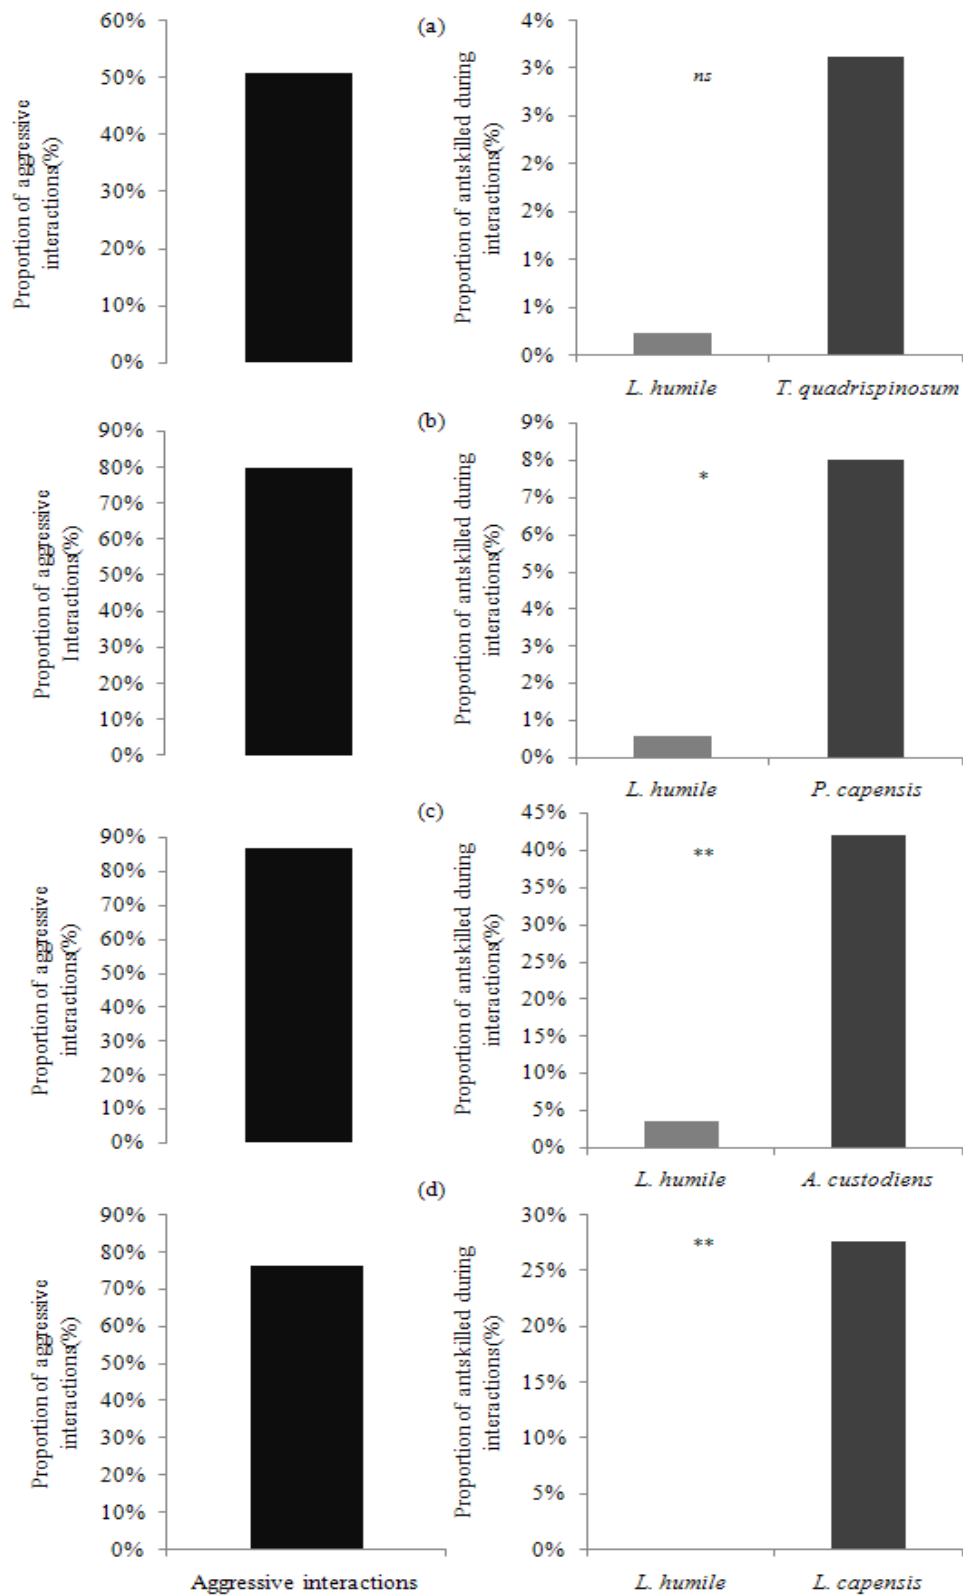 (a)
Proportion of aggressive
interactions(%)
60%
50%
40%
30%
20%
10%
0%
Proportion of antskilled during
interactions(%)
4%
3%
3%
2%
2%
1%
1%
0%
ns
L. humile T. quadrispinosum
(b)
Proportion of aggressive
Interactions(%)
90%
80%
70%
60%
50%
40%
30%
20%
10%
0%
Proportion of antskilled during
interactions(%)
9%
8%
7%
6%
5%
4%
3%
2%
1%
0%
*
L. humile P. capensis
(c)
Proportion of aggressive
interactions(%)
90%
80%
70%
60%
50%
40%
30%
20%
10%
0%
Proportion of antskilled during
interactions(%)
45%
40%
35%
30%
25%
20%
15%
10%
5%
0%
**
L. humile A. custodiens
(d)
Proportion of aggressive
interactions(%)
90%
80%
70%
60%
50%
40%
30%
20%
10%
0%
Aggressive interactions
Proportion of antskilled during
interactions(%)
30%
25%
20%
15%
10%
5%
0%
**
L. humile L. capensis